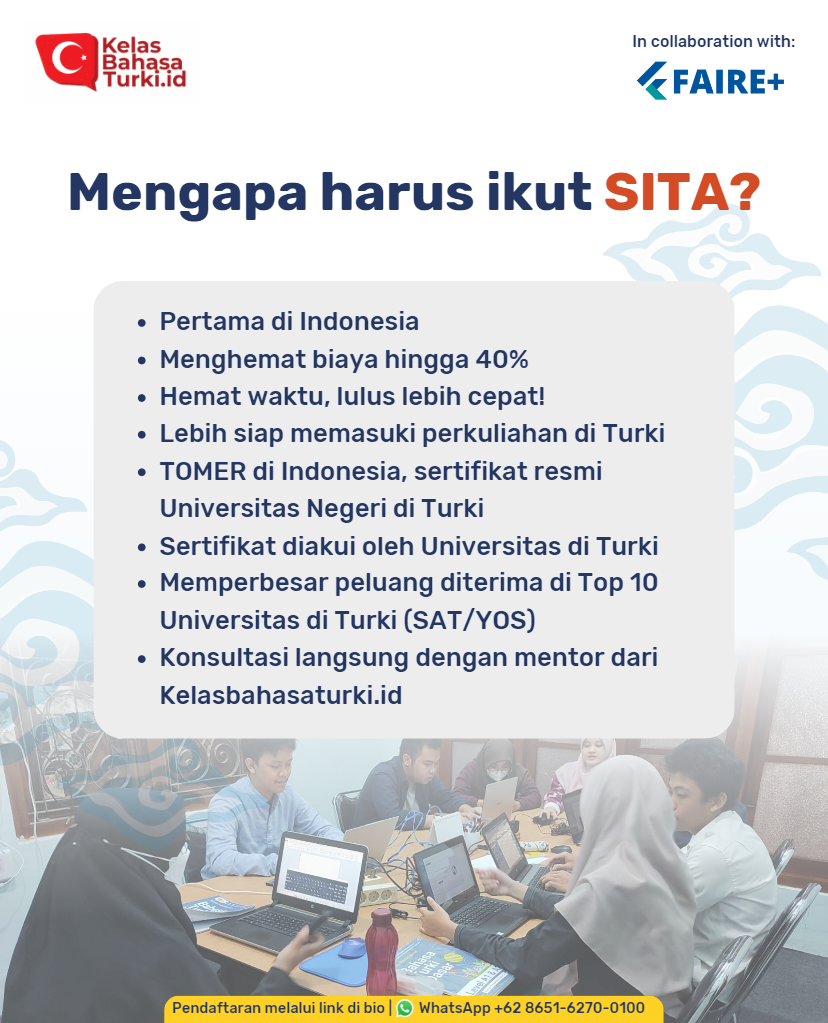 Kelas
Bahasa
Turki.id
In collaboration with:
FAIRE+
Mengapa harus ikut SITA?
• Pertama di Indonesia
• Menghemat biaya hingga 40%
• Hemat waktu, lulus lebih cepat!
• Lebih siap memasuki perkuliahan di Turki
• TOMER di Indonesia, sertifikat resmi
Universitas Negeri di Turki
• Sertifikat diakui oleh Universitas di Turki
• Memperbesar peluang diterima di Top 10
Universitas di Turki (SAT/YOS)
• Konsultasi langsung dengan mentor dari
Kelasbahasaturki.id
Bahasa
Turki
Dasar
Pendaftaran melalui link di bio | WhatsApp +62 8651-6270-0100